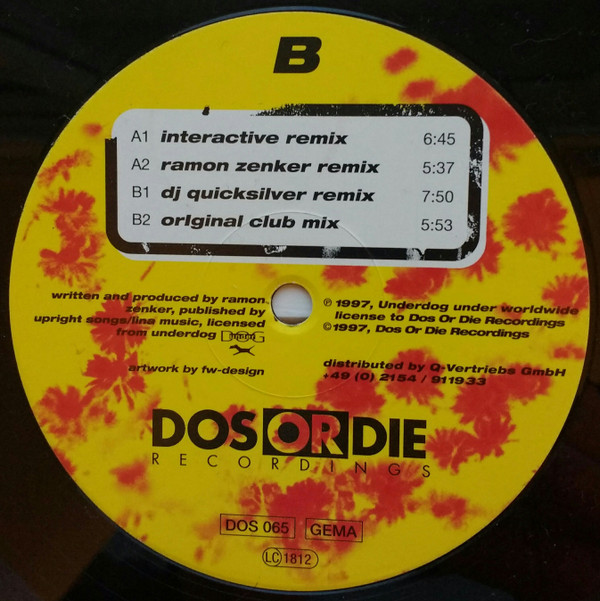 B
A1 interactive remix 6:45
A2 ramon zenker remix 5:37
B1 dj quicksilver remix 7:50
B2 orIginal club mix 5:53
written and produced by ramon
zenker, published by
upright songs/lina music, licensed
from underdog
artwork by fw-design
℗ 1997, Underdog under worldwide
license to Dos Or Die Recordings
© 1997, Dos Or Die Recordings
distributed by Q-Vertriebs GmbH
+49 (0) 2154 / 911933
DOS OR DIE
RECORDINGS
DOS 065 GEMA
LC 1812